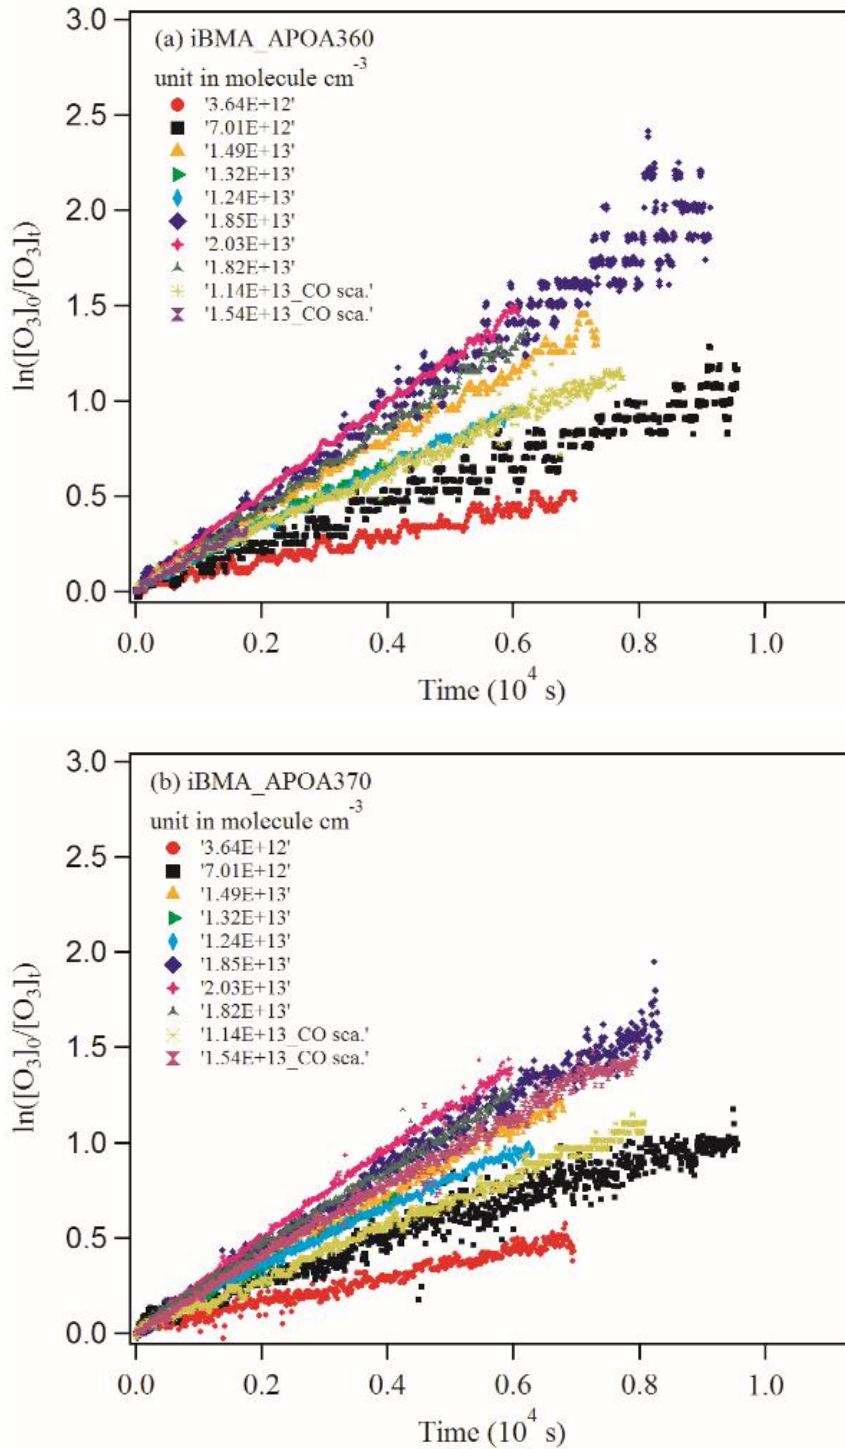 (a) iBMA_APOA360
unit in molecule cm⁻³
'3.64E+12'
'7.01E+12'
'1.49E+13'
'1.32E+13'
'1.24E+13'
'1.85E+13'
'2.03E+13'
'1.82E+13'
'1.14E+13_CO sca.'
'1.54E+13_CO sca.'
3.0
2.5
2.0
1.5
1.0
0.5
0.0
ln([O₃]₀/[O₃]ₜ)
0.0 0.2 0.4 0.6 0.8 1.0
Time (10⁴ s)
(b) iBMA_APOA370
unit in molecule cm⁻³
'3.64E+12'
'7.01E+12'
'1.49E+13'
'1.32E+13'
'1.24E+13'
'1.85E+13'
'2.03E+13'
'1.82E+13'
'1.14E+13_CO sca.'
'1.54E+13_CO sca.'
3.0
2.5
2.0
1.5
1.0
0.5
0.0
ln([O₃]₀/[O₃]ₜ)
0.0 0.2 0.4 0.6 0.8 1.0
Time (10⁴ s)